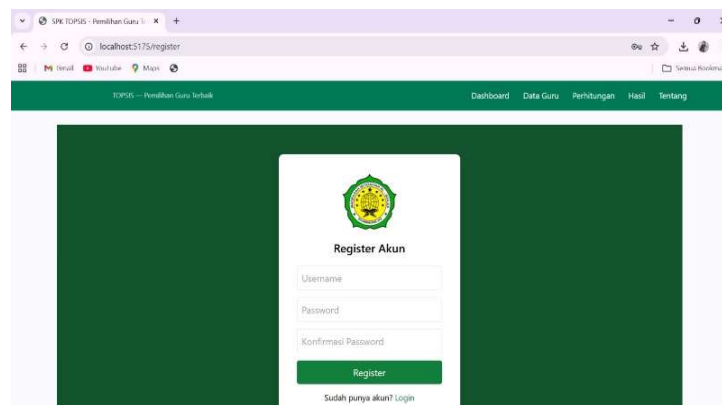 SPK TOPSIS - Pemilihan Guru
localhost:5175/register
Gmail Youtube Maps
Semua Bookma
TOPSIS — Pemilihan Guru Terbaik
Dashboard Data Guru Perhitungan Hasil Tentang
Register Akun
Username
Password
Konfirmasi Password
Register
Sudah punya akun? Login